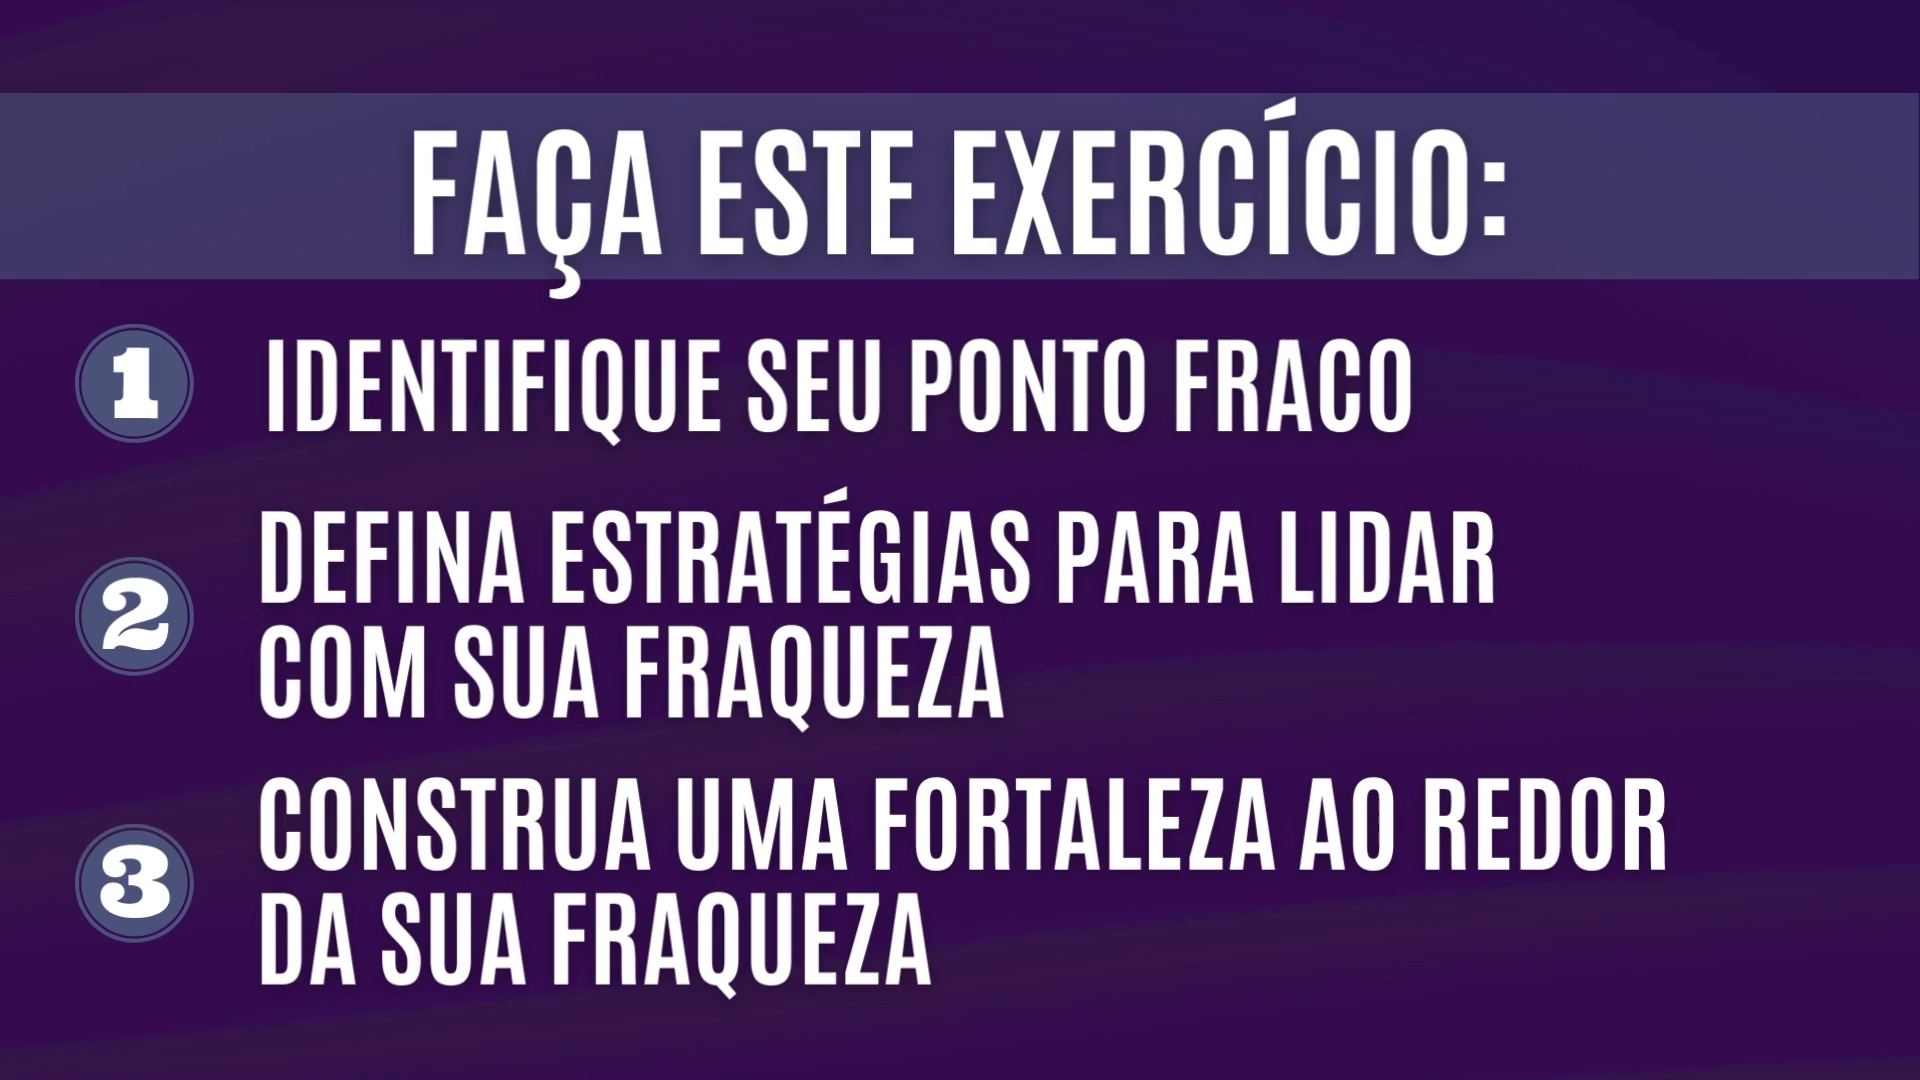 FAÇA ESTE EXERCÍCIO:
1 IDENTIFIQUE SEU PONTO FRACO
2 DEFINA ESTRATÉGIAS PARA LIDAR
COM SUA FRAQUEZA
3 CONSTRUA UMA FORTALEZA AO REDOR
DA SUA FRAQUEZA